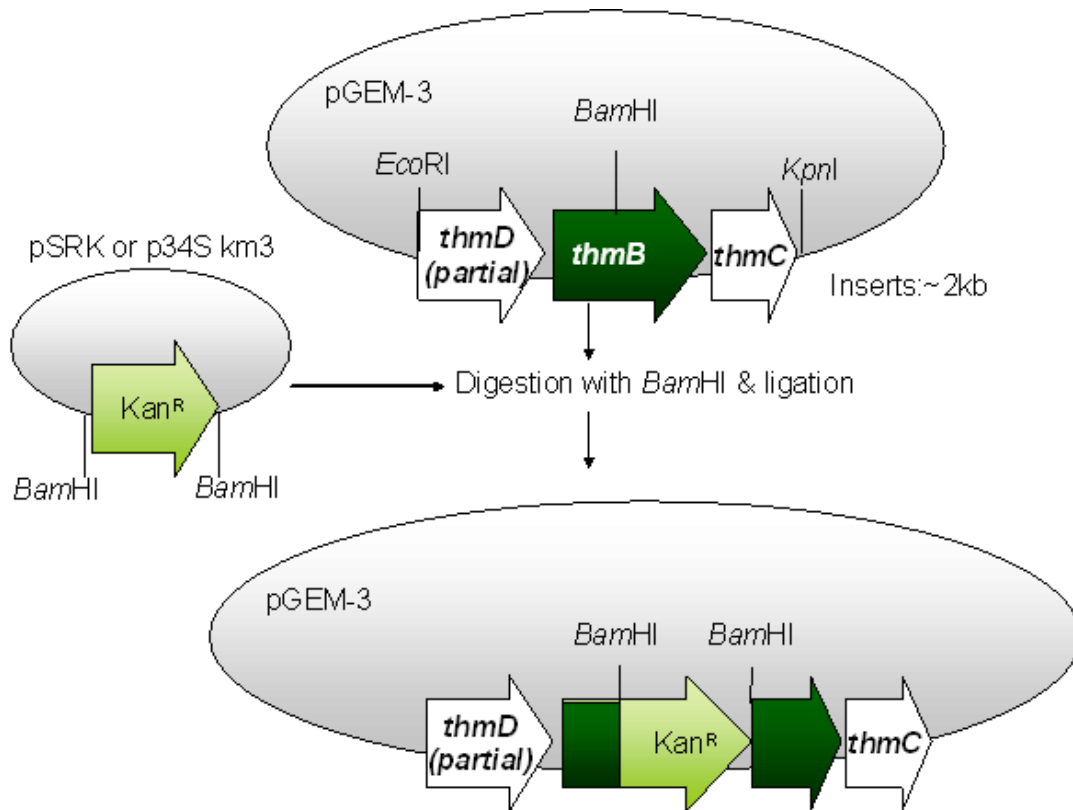 pGEM-3
BamHI
EcoRI
KpnI
thmD
(partial)
thmB
thmC
pSRK or p34S km3
Inserts:~2kb
Kanᴿ
Digestion with BamHI & ligation
BamHI
BamHI
pGEM-3
BamHI
BamHI
thmD
(partial)
Kanᴿ
thmC